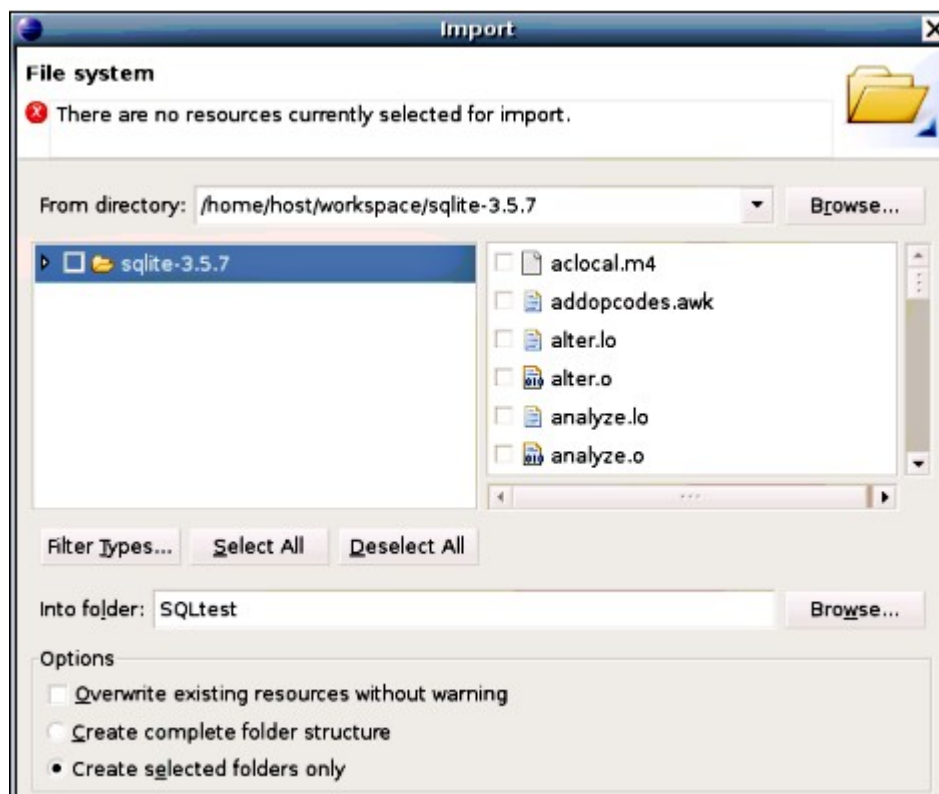 Import
File system
There are no resources currently selected for import.
From directory: /home/host/workspace/sqlite-3.5.7 Browse...
sqlite-3.5.7
aclocal.m4
addopcodes.awk
alter.lo
alter.o
analyze.lo
analyze.o
Filter Types... Select All Deselect All
Into folder: SQLtest Browse...
Options
Overwrite existing resources without warning
Create complete folder structure
Create selected folders only